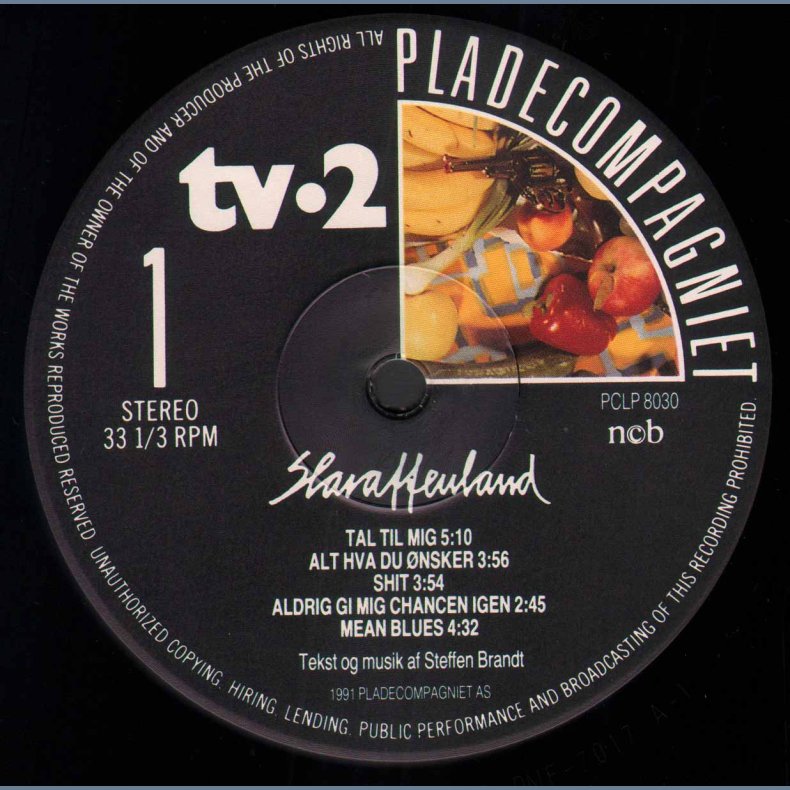 PLADECOMPAGNIET
tv·2
1
STEREO
33 1/3 RPM
PCLP 8030
n©b
Slaraffenland
TAL TIL MIG 5:10
ALT HVA DU ØNSKER 3:56
SHIT 3:54
ALDRIG GI MIG CHANCEN IGEN 2:45
MEAN BLUES 4:32
Tekst og musik af Steffen Brandt
1991 PLADECOMPAGNIET AS
ALL RIGHTS OF THE PRODUCER AND OF THE OWNER OF THE WORKS REPRODUCED RESERVED. UNAUTHORIZED COPYING. HIRING. LENDING. PUBLIC PERFORMANCE AND BROADCASTING OF THIS RECORDING PROHIBITED.